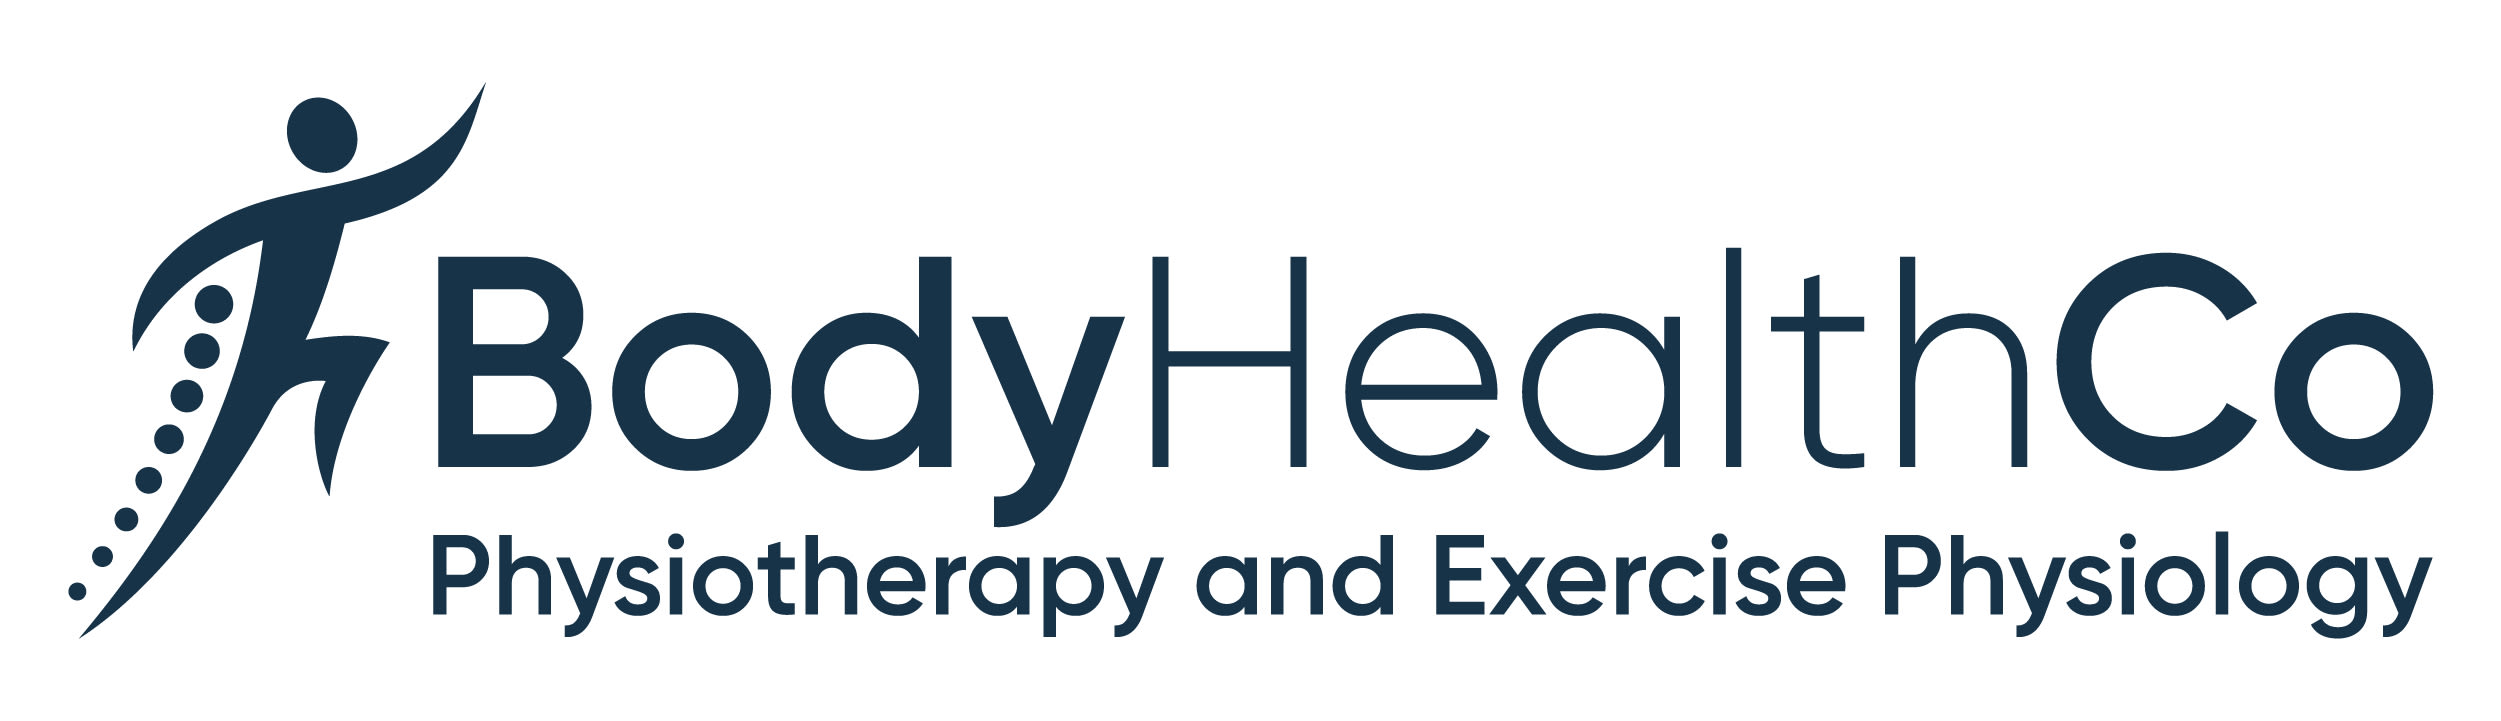 BodyHealthCo
Physiotherapy and Exercise Physiology